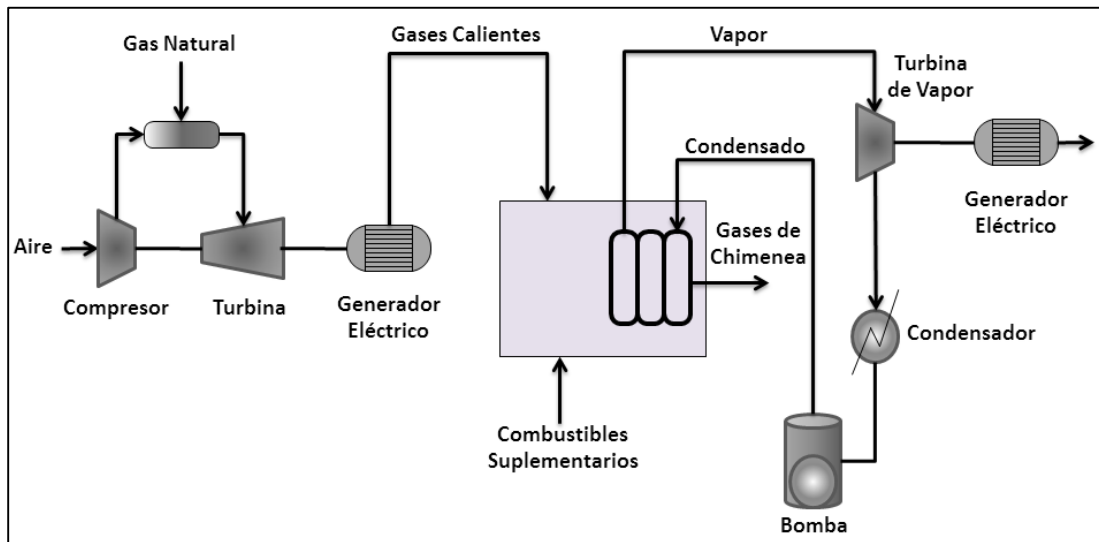 Gas Natural
Gases Calientes
Vapor
Turbina
de Vapor
Condensado
Aire
Compresor
Turbina
Generador
Eléctrico
Gases de
Chimenea
Generador
Eléctrico
Condensador
Combustibles
Suplementarios
Bomba